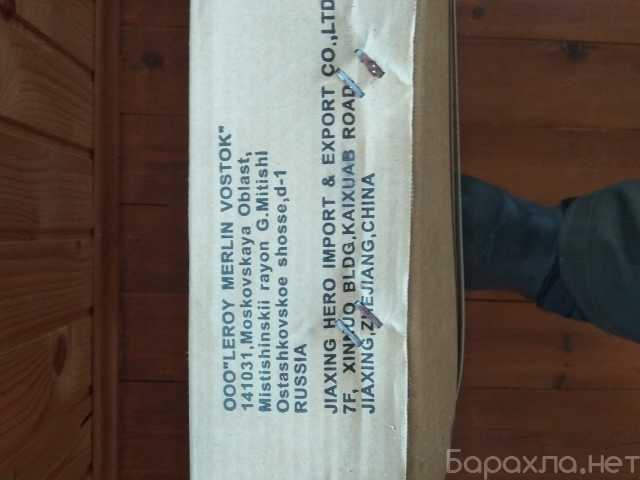 OOO"LEROY MERLIN VOSTOK"
141031,Moskovskaya Oblast,
Mistishinskii rayon G.Mitishi
Ostashkovskoe shosse,d-1
RUSSIA
JIAXING HERO IMPORT & EXPORT CO.,LTD
7F, XINNUO BLDG,KAIXUAB ROAD,
JIAXING,ZHEJIANG,CHINA
Барахла.нет